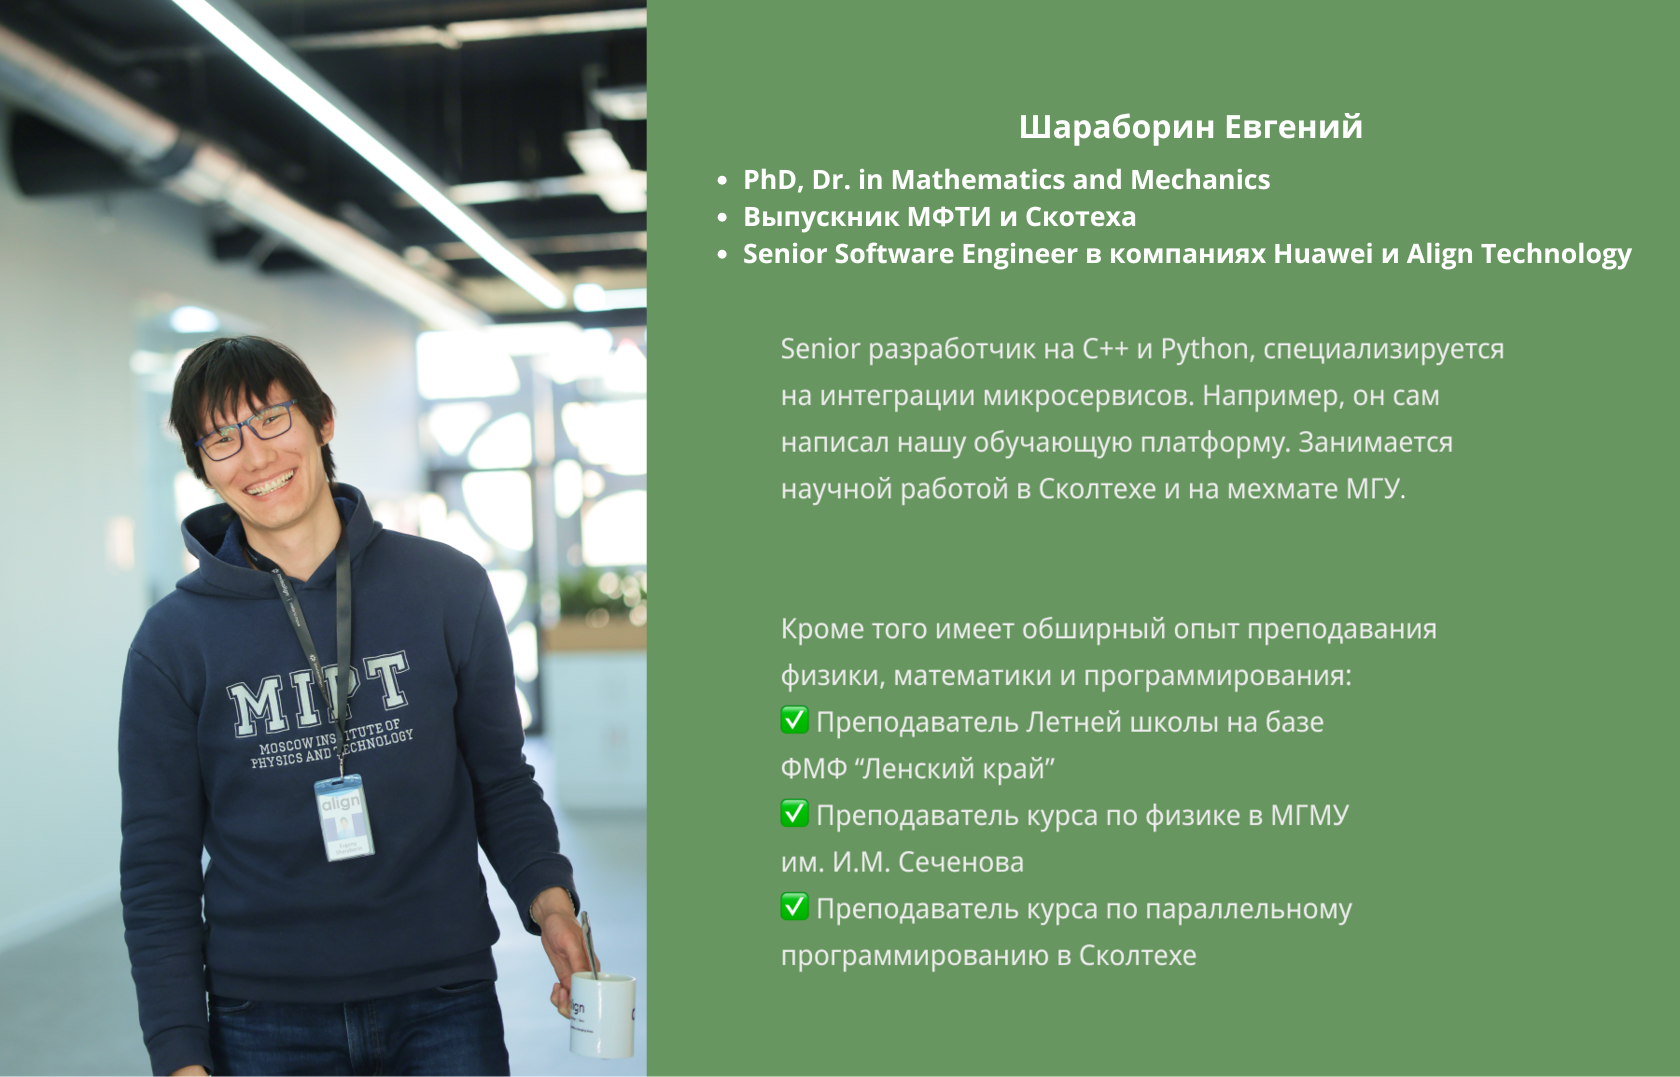 Шараборин Евгений
• PhD, Dr. in Mathematics and Mechanics
• Выпускник МФТИ и Скотеха
• Senior Software Engineer в компаниях Huawei и Align Technology
Senior разработчик на C++ и Python, специализируется
на интеграции микросервисов. Например, он сам
написал нашу обучающую платформу. Занимается
научной работой в Сколтехе и на мехмате МГУ.
Кроме того имеет обширный опыт преподавания
физики, математики и программирования:
✅ Преподаватель Летней школы на базе
ФМФ “Ленский край”
✅ Преподаватель курса по физике в МГМУ
им. И.М. Сеченова
✅ Преподаватель курса по параллельному
программированию в Сколтехе
MIPT
MOSCOW INSTITUTE OF
PHYSICS AND TECHNOLOGY
align